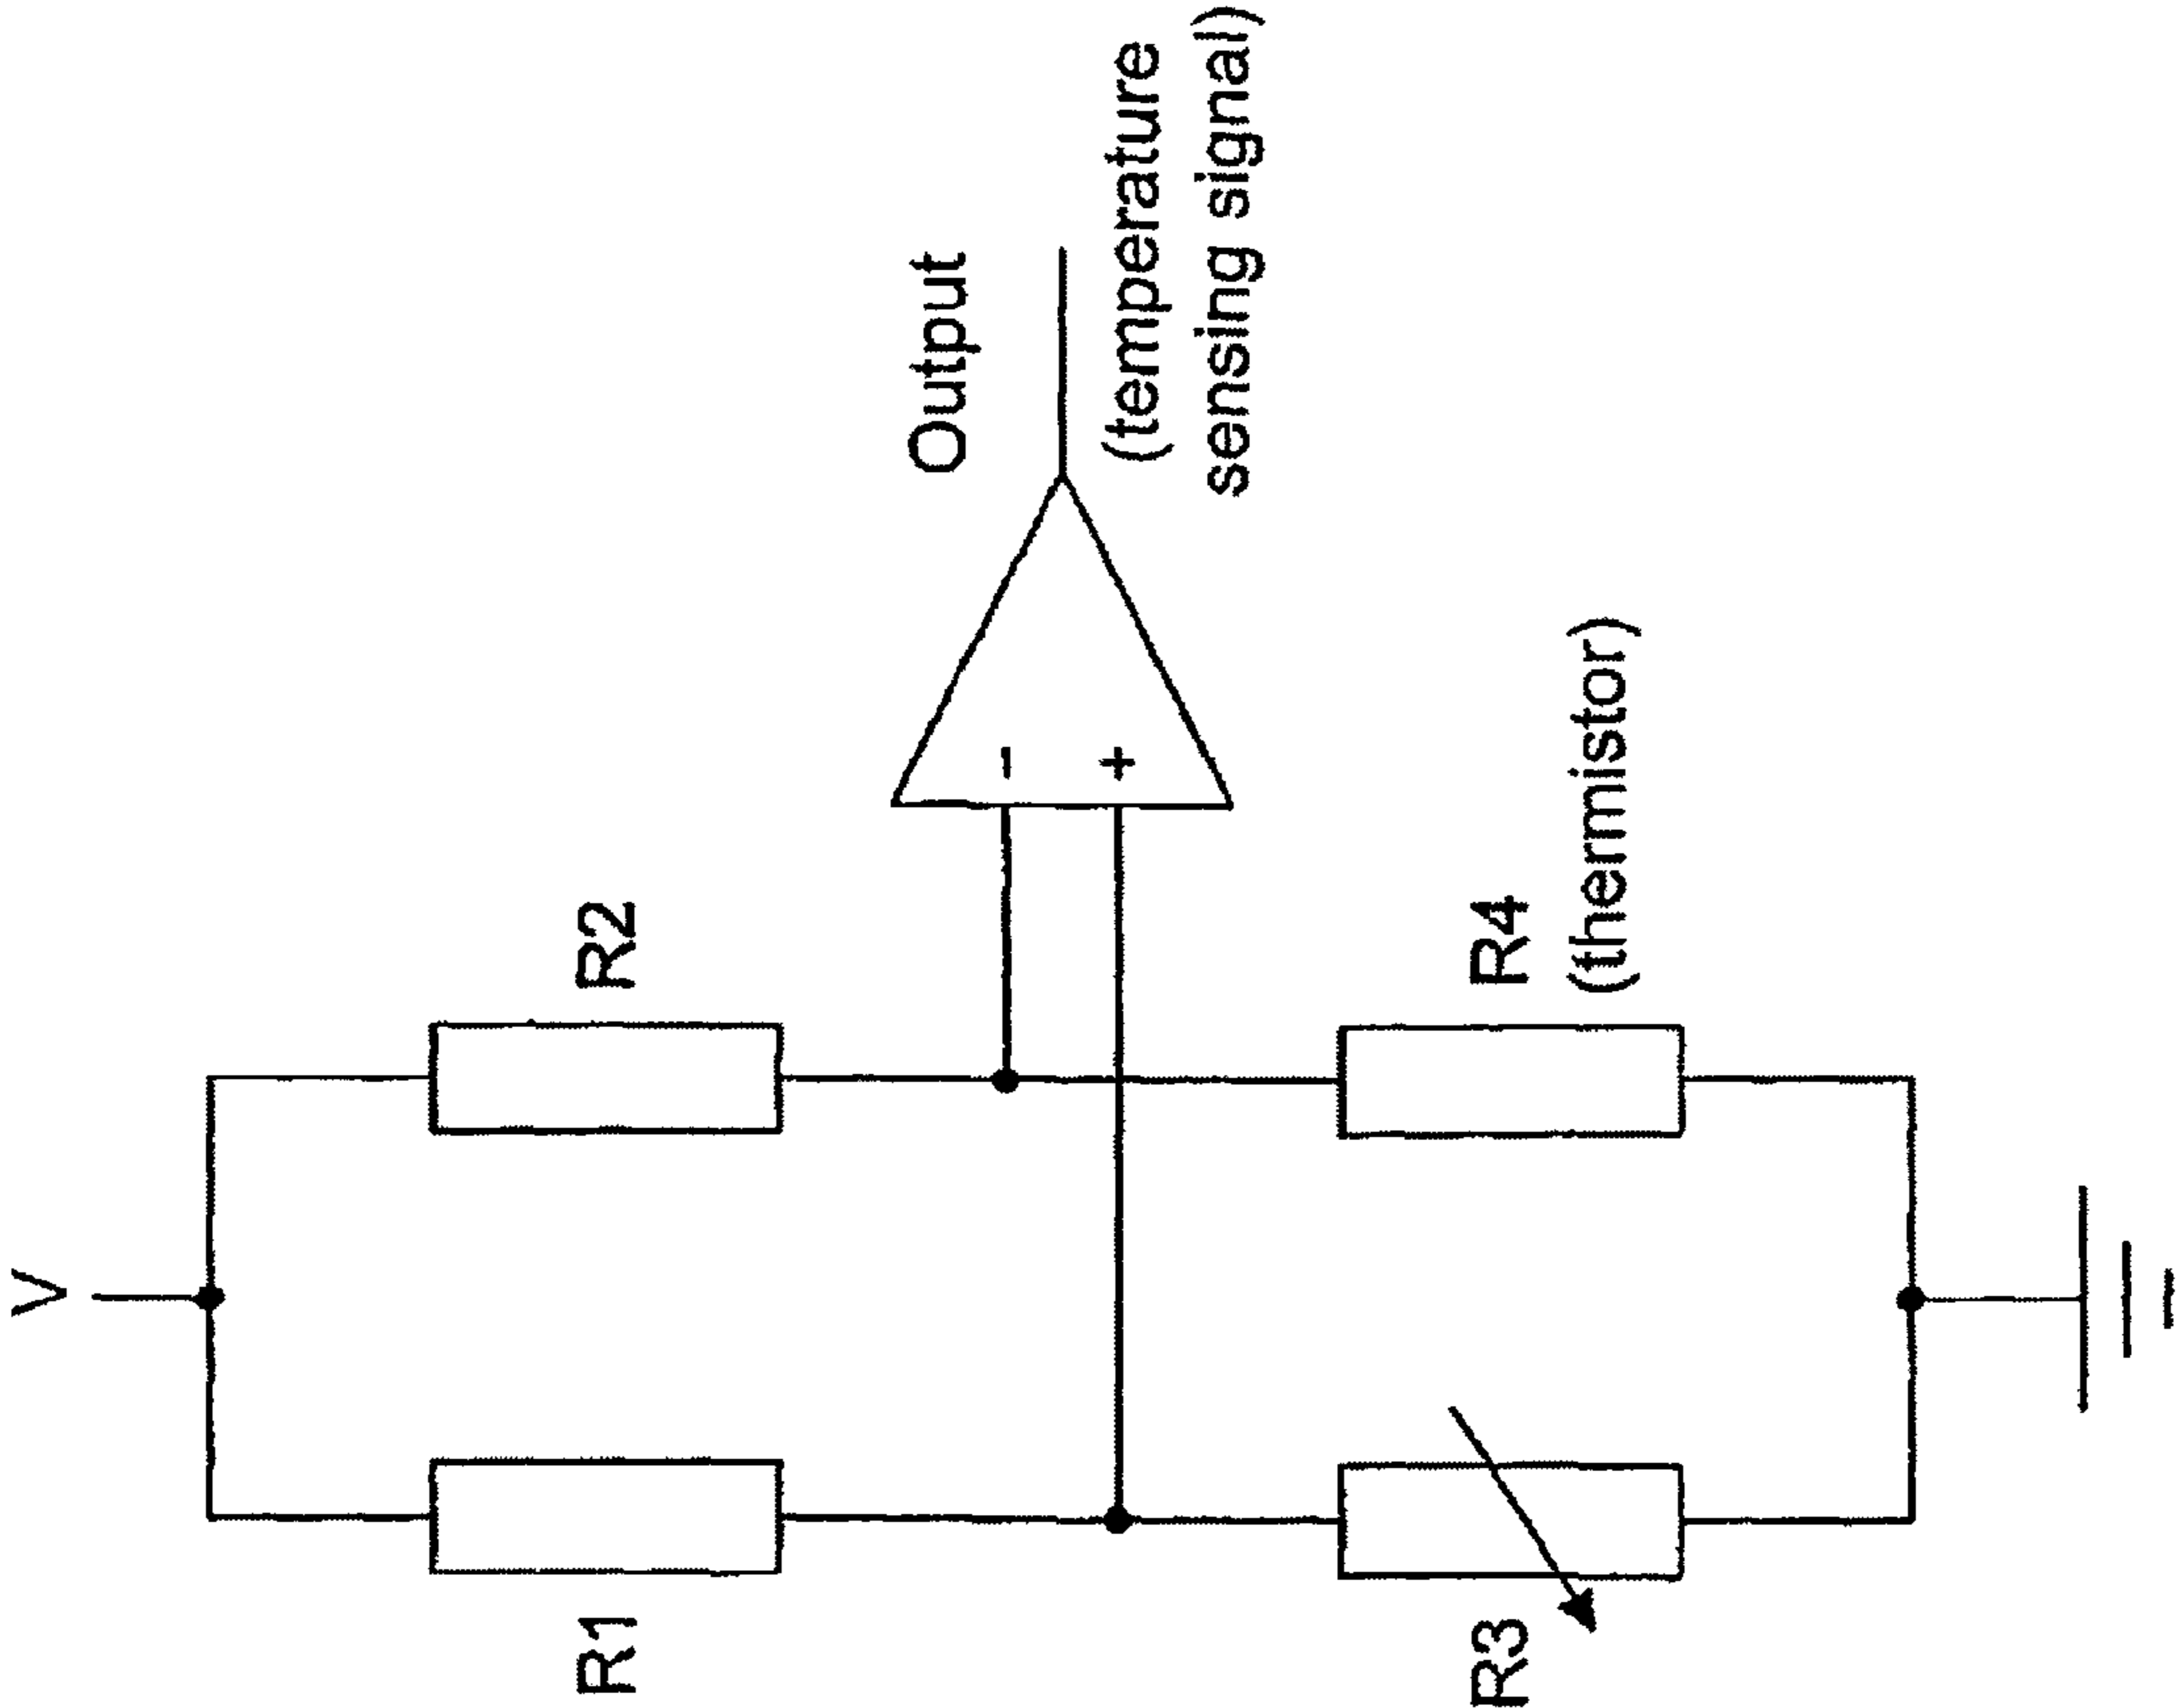 V
R1
R2
Output
-
+
(temperature
sensing signal)
R3
R4
(thermistor)